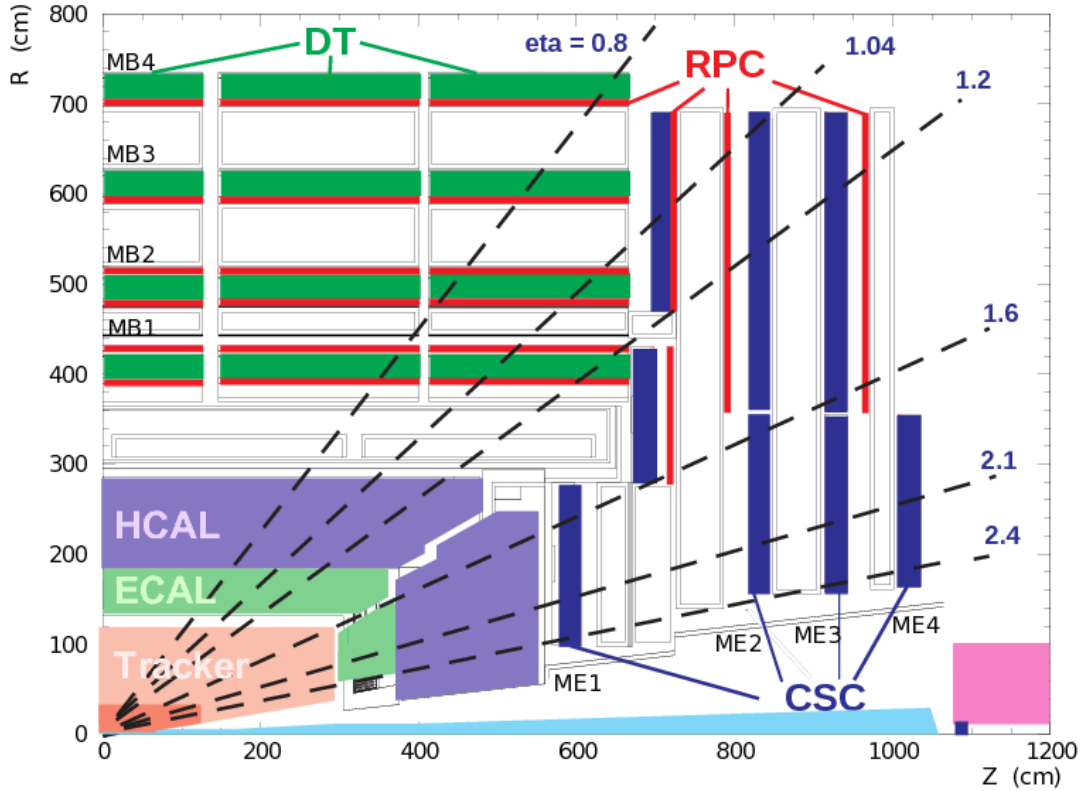 800
R (cm)
DT
eta = 0.8
1.04
MB4
RPC
1.2
700
MB3
600
MB2
500
MB1
1.6
400
300
2.1
HCAL
2.4
200
ECAL
100
Tracker
ME1
ME2
ME3
ME4
CSC
0
0
200
400
600
800
1000
1200
Z (cm)